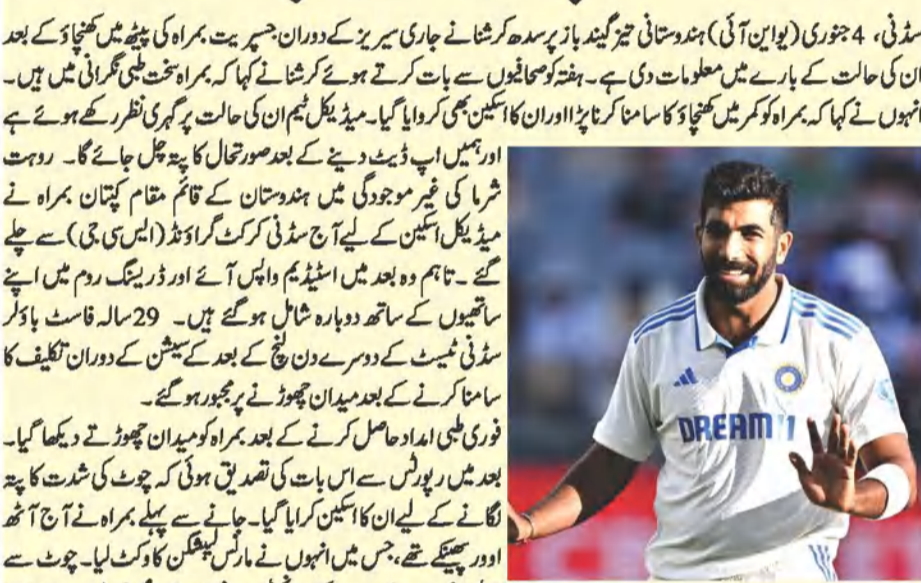 سڈنی، 4 جنوری (یو این آئی) ہندوستانی تیز گیند باز پرسدھ کرشنا نے جاری سیریز کے دوران جسپریت بمراہ کی پیٹھ میں کھنچاؤ کے بعد
ان کی حالت کے بارے میں معلومات دی ہے۔ ہفتہ کو صحافیوں سے بات کرتے ہوئے کرشنا نے کہا کہ بمراہ سخت طبی نگرانی میں ہیں۔
انہوں نے کہا کہ بمراہ کو کمر میں کھنچاؤ کا سامنا کرنا پڑا اور ان کا اسکین بھی کروایا گیا۔ میڈیکل ٹیم ان کی حالت پر گہری نظر رکھے ہوئے ہے
اور ہمیں اپ ڈیٹ دینے کے بعد صورتحال کا پتہ چل جائے گا۔ روہت
شرما کی غیر موجودگی میں ہندوستان کے قائم مقام کپتان بمراہ نے
میڈیکل اسکین کے لیے آج سڈنی کرکٹ گراؤنڈ (ایس سی جی) سے چلے
گئے ۔ تاہم وہ بعد میں اسٹیڈیم واپس آئے اور ڈریسنگ روم میں اپنے
ساتھیوں کے ساتھ دوبارہ شامل ہوگئے ہیں۔ 29 سالہ فاسٹ باؤلر
سڈنی ٹیسٹ کے دوسرے دن لنچ کے بعد کے سیشن کے دوران تکلیف کا
سامنا کرنے کے بعد میدان چھوڑنے پر مجبور ہوگئے۔
فوری طبی امداد حاصل کرنے کے بعد بمراہ کو میدان چھوڑتے دیکھا گیا۔
بعد میں رپورٹس سے اس بات کی تصدیق ہوئی کہ چوٹ کی شدت کا پتہ
لگانے کے لیے ان کا اسکین کرایا گیا۔ جانے سے پہلے بمراہ نے آج آٹھ
اوور پھینکے تھے، جس میں انہوں نے مارنس لیبشگن کا وکٹ لیا۔ چوٹ سے
DREAM11